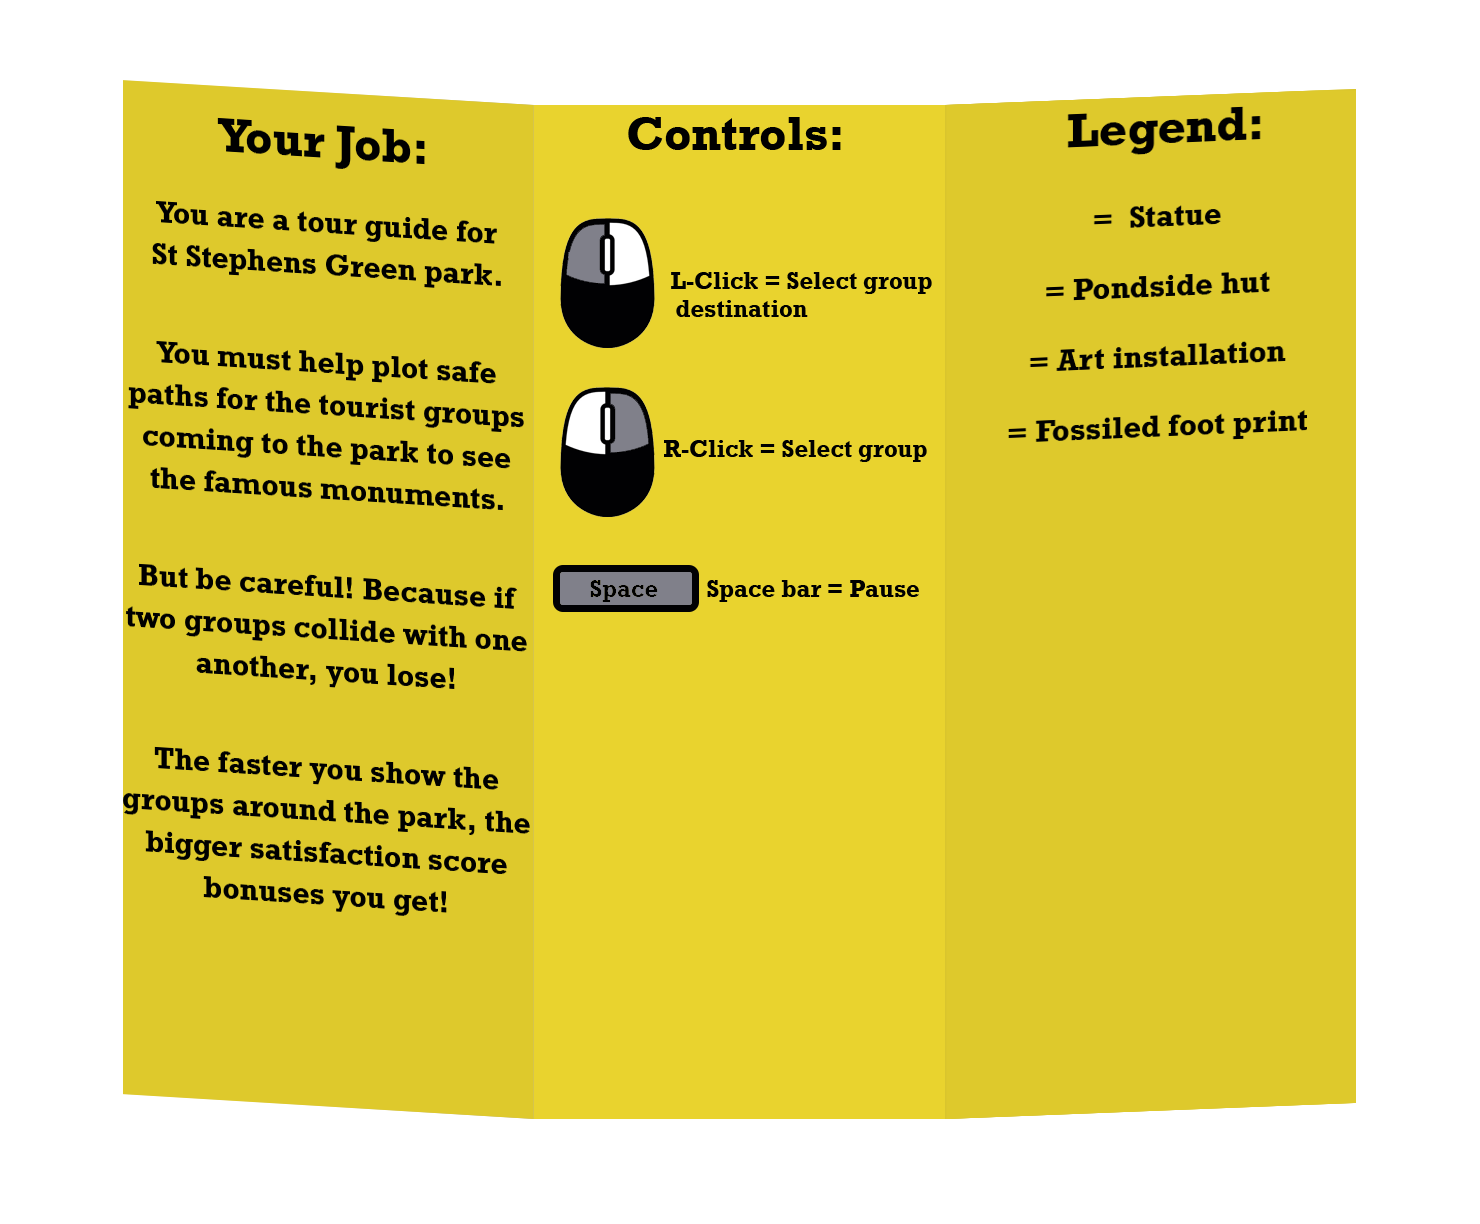 Your Job:
You are a tour guide for
St Stephens Green park.
You must help plot safe
paths for the tourist groups
coming to the park to see
the famous monuments.
But be careful! Because if
two groups collide with one
another, you lose!
The faster you show the
groups around the park, the
bigger satisfaction score
bonuses you get!
Controls:
L-Click = Select group
destination
R-Click = Select group
Space
Space bar = Pause
Legend:
= Statue
= Pondside hut
= Art installation
= Fossiled foot print